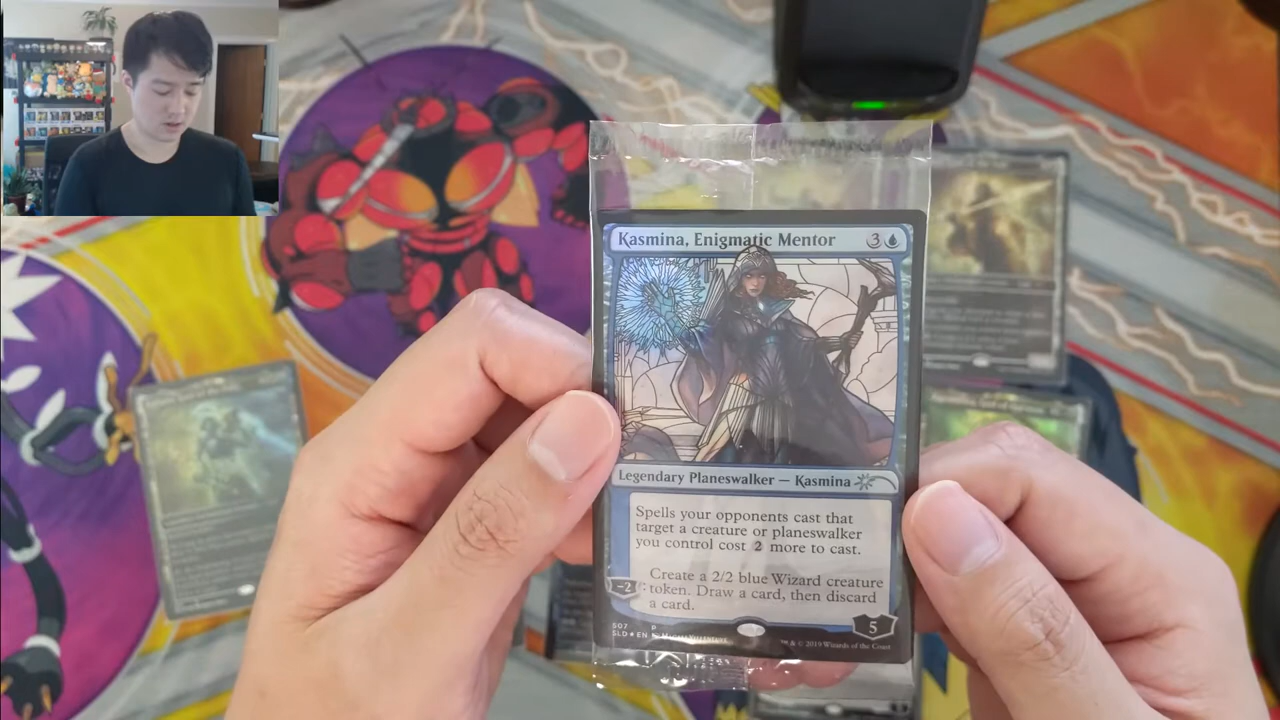 Kasmina, Enigmatic Mentor 3
Legendary Planeswalker — Kasmina
Spells your opponents cast that
target a creature or planeswalker
you control cost 2 more to cast.
−2: Create a 2/2 blue Wizard creature
token. Draw a card, then discard
a card.
5
507 P
SLD ★ EN
™ & © 2019 Wizards of the Coast